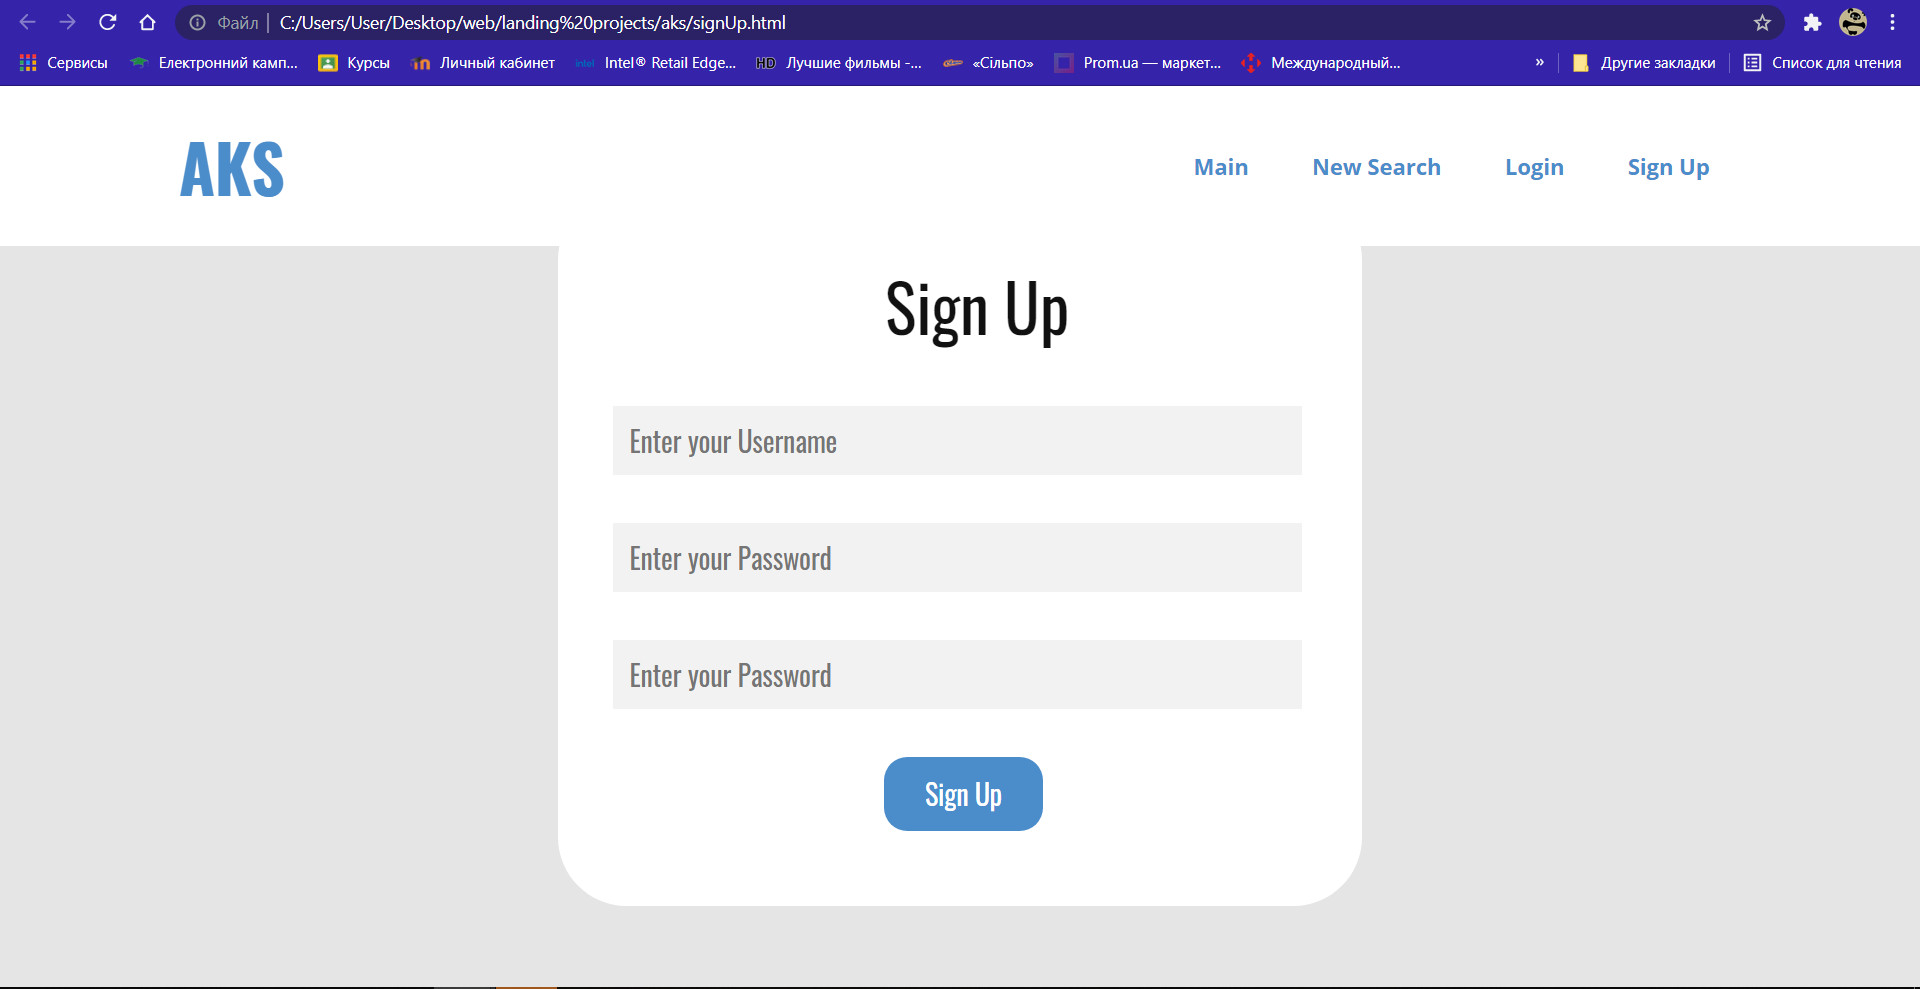 Файл | C:/Users/User/Desktop/web/landing%20projects/aks/signUp.html
Сервисы Електронний камп... Курсы Личный кабинет intel Intel® Retail Edge... HD Лучшие фильмы -... «Сільпо» Prom.ua — маркет... Международный... » Другие закладки Список для чтения
AKS Main New Search Login Sign Up
Sign Up
Enter your Username
Enter your Password
Enter your Password
Sign Up